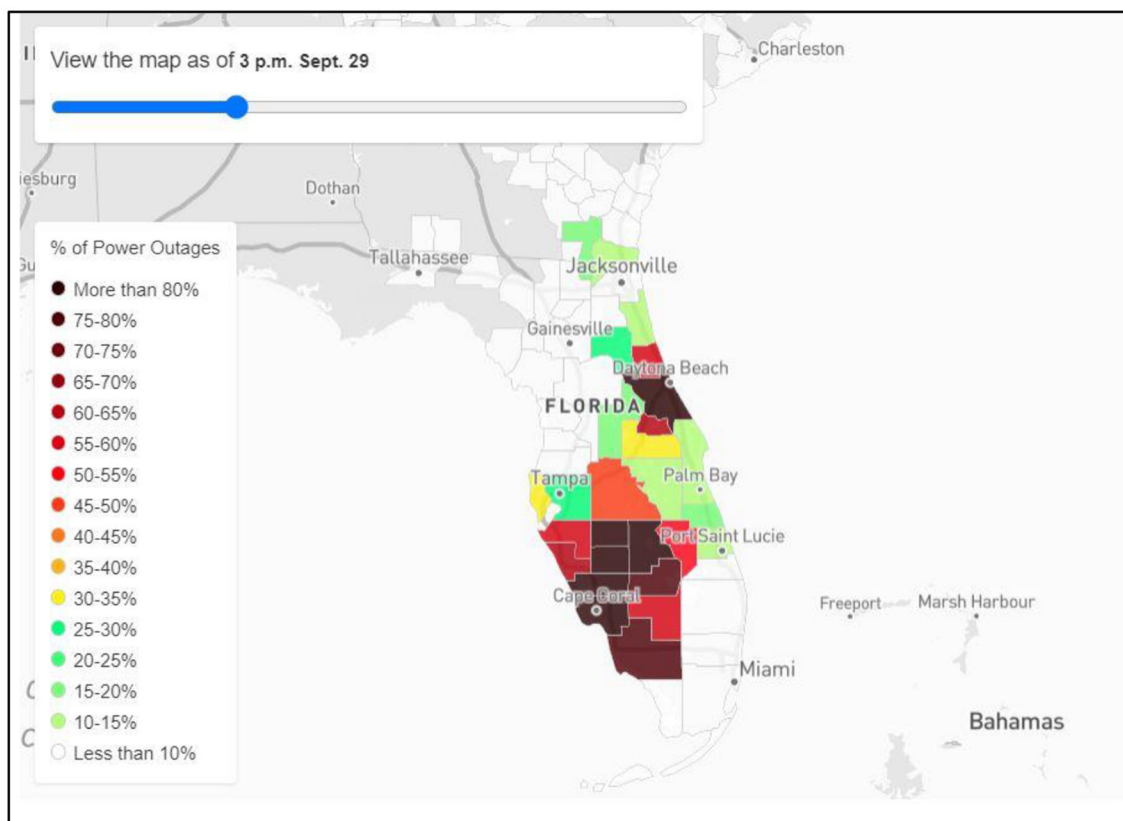 View the map as of 3 p.m. Sept. 29
Charleston
iesburg
Dothan
% of Power Outages
More than 80%
75-80%
70-75%
65-70%
60-65%
55-60%
50-55%
45-50%
40-45%
35-40%
30-35%
25-30%
20-25%
15-20%
10-15%
Less than 10%
Tallahassee
Jacksonville
Gainesville
Daytona Beach
FLORIDA
Tampa
Palm Bay
Port Saint Lucie
Cape Coral
Freeport
Marsh Harbour
Miami
Bahamas